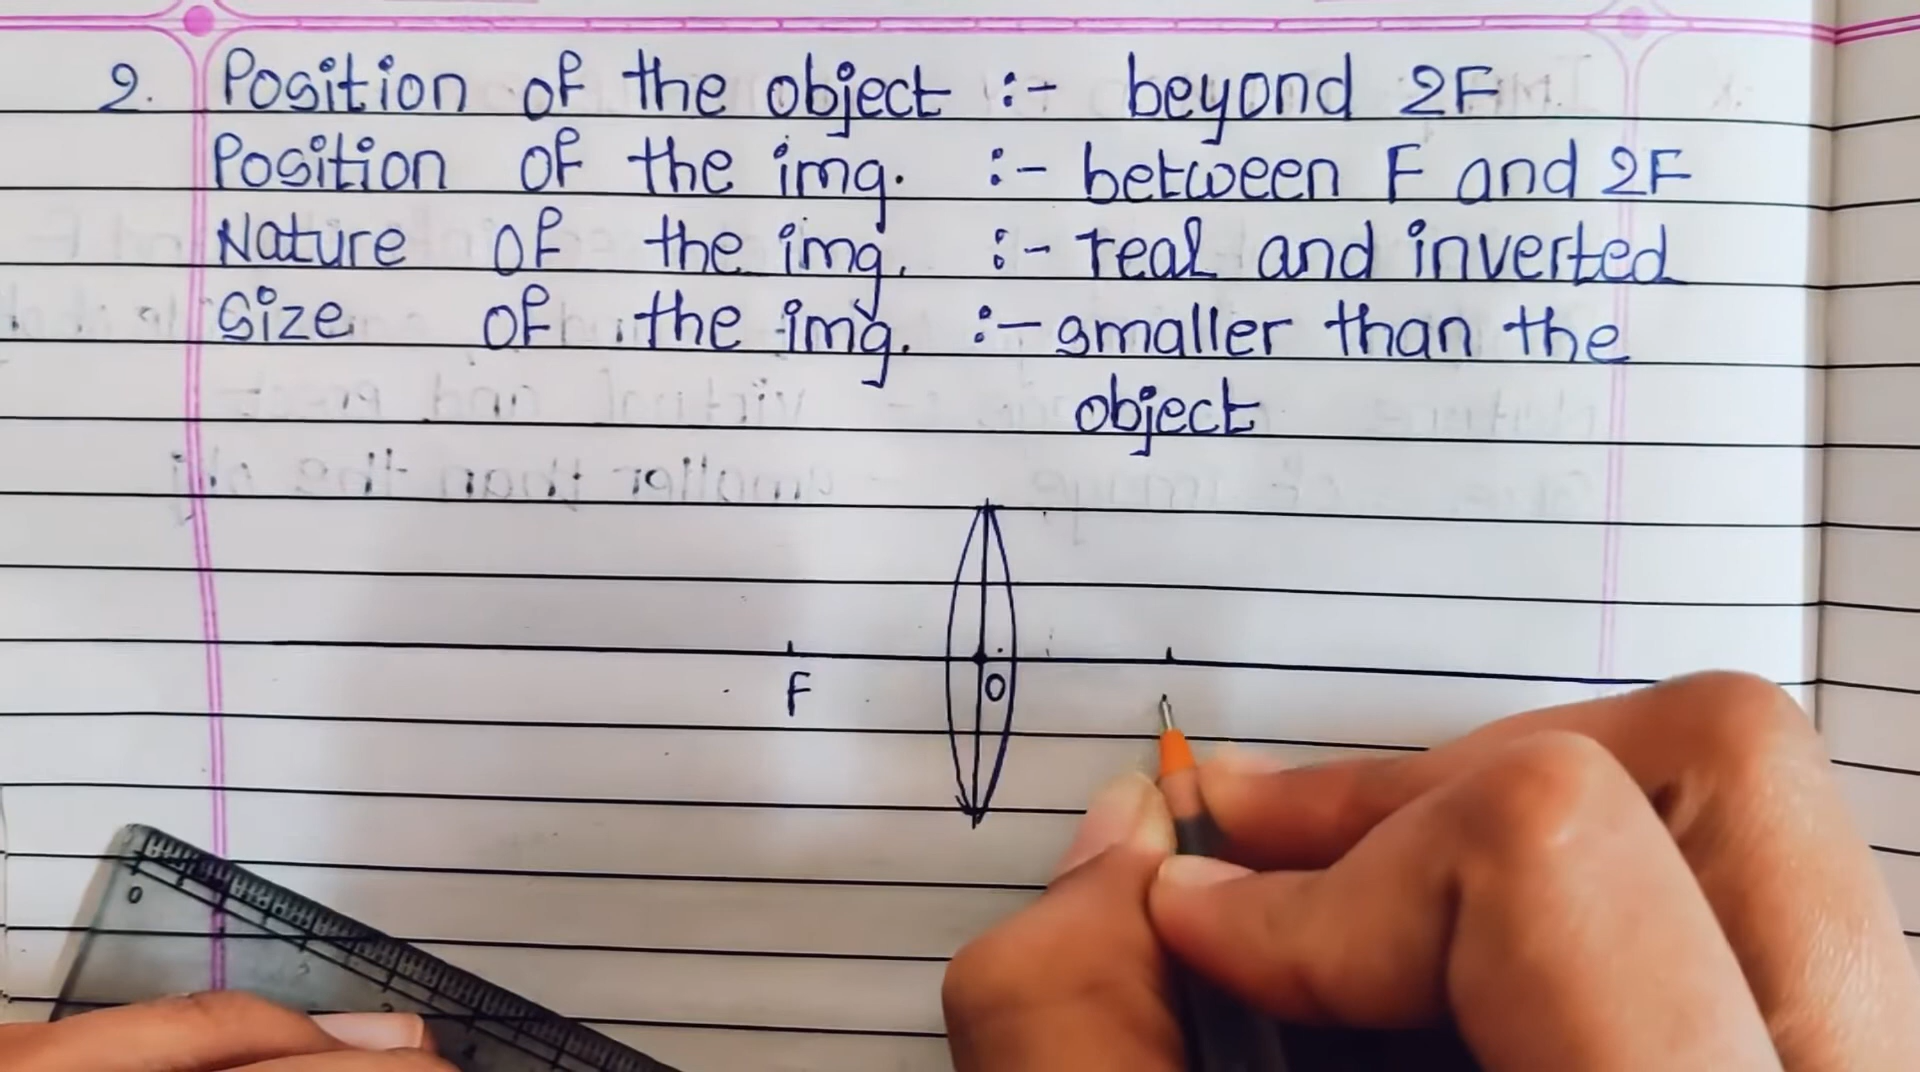 2. Position of the object :- beyond 2F
Position of the img. :- between F and 2F
Nature of the img. :- real and inverted
Size of the img. :- smaller than the
object
F O
0